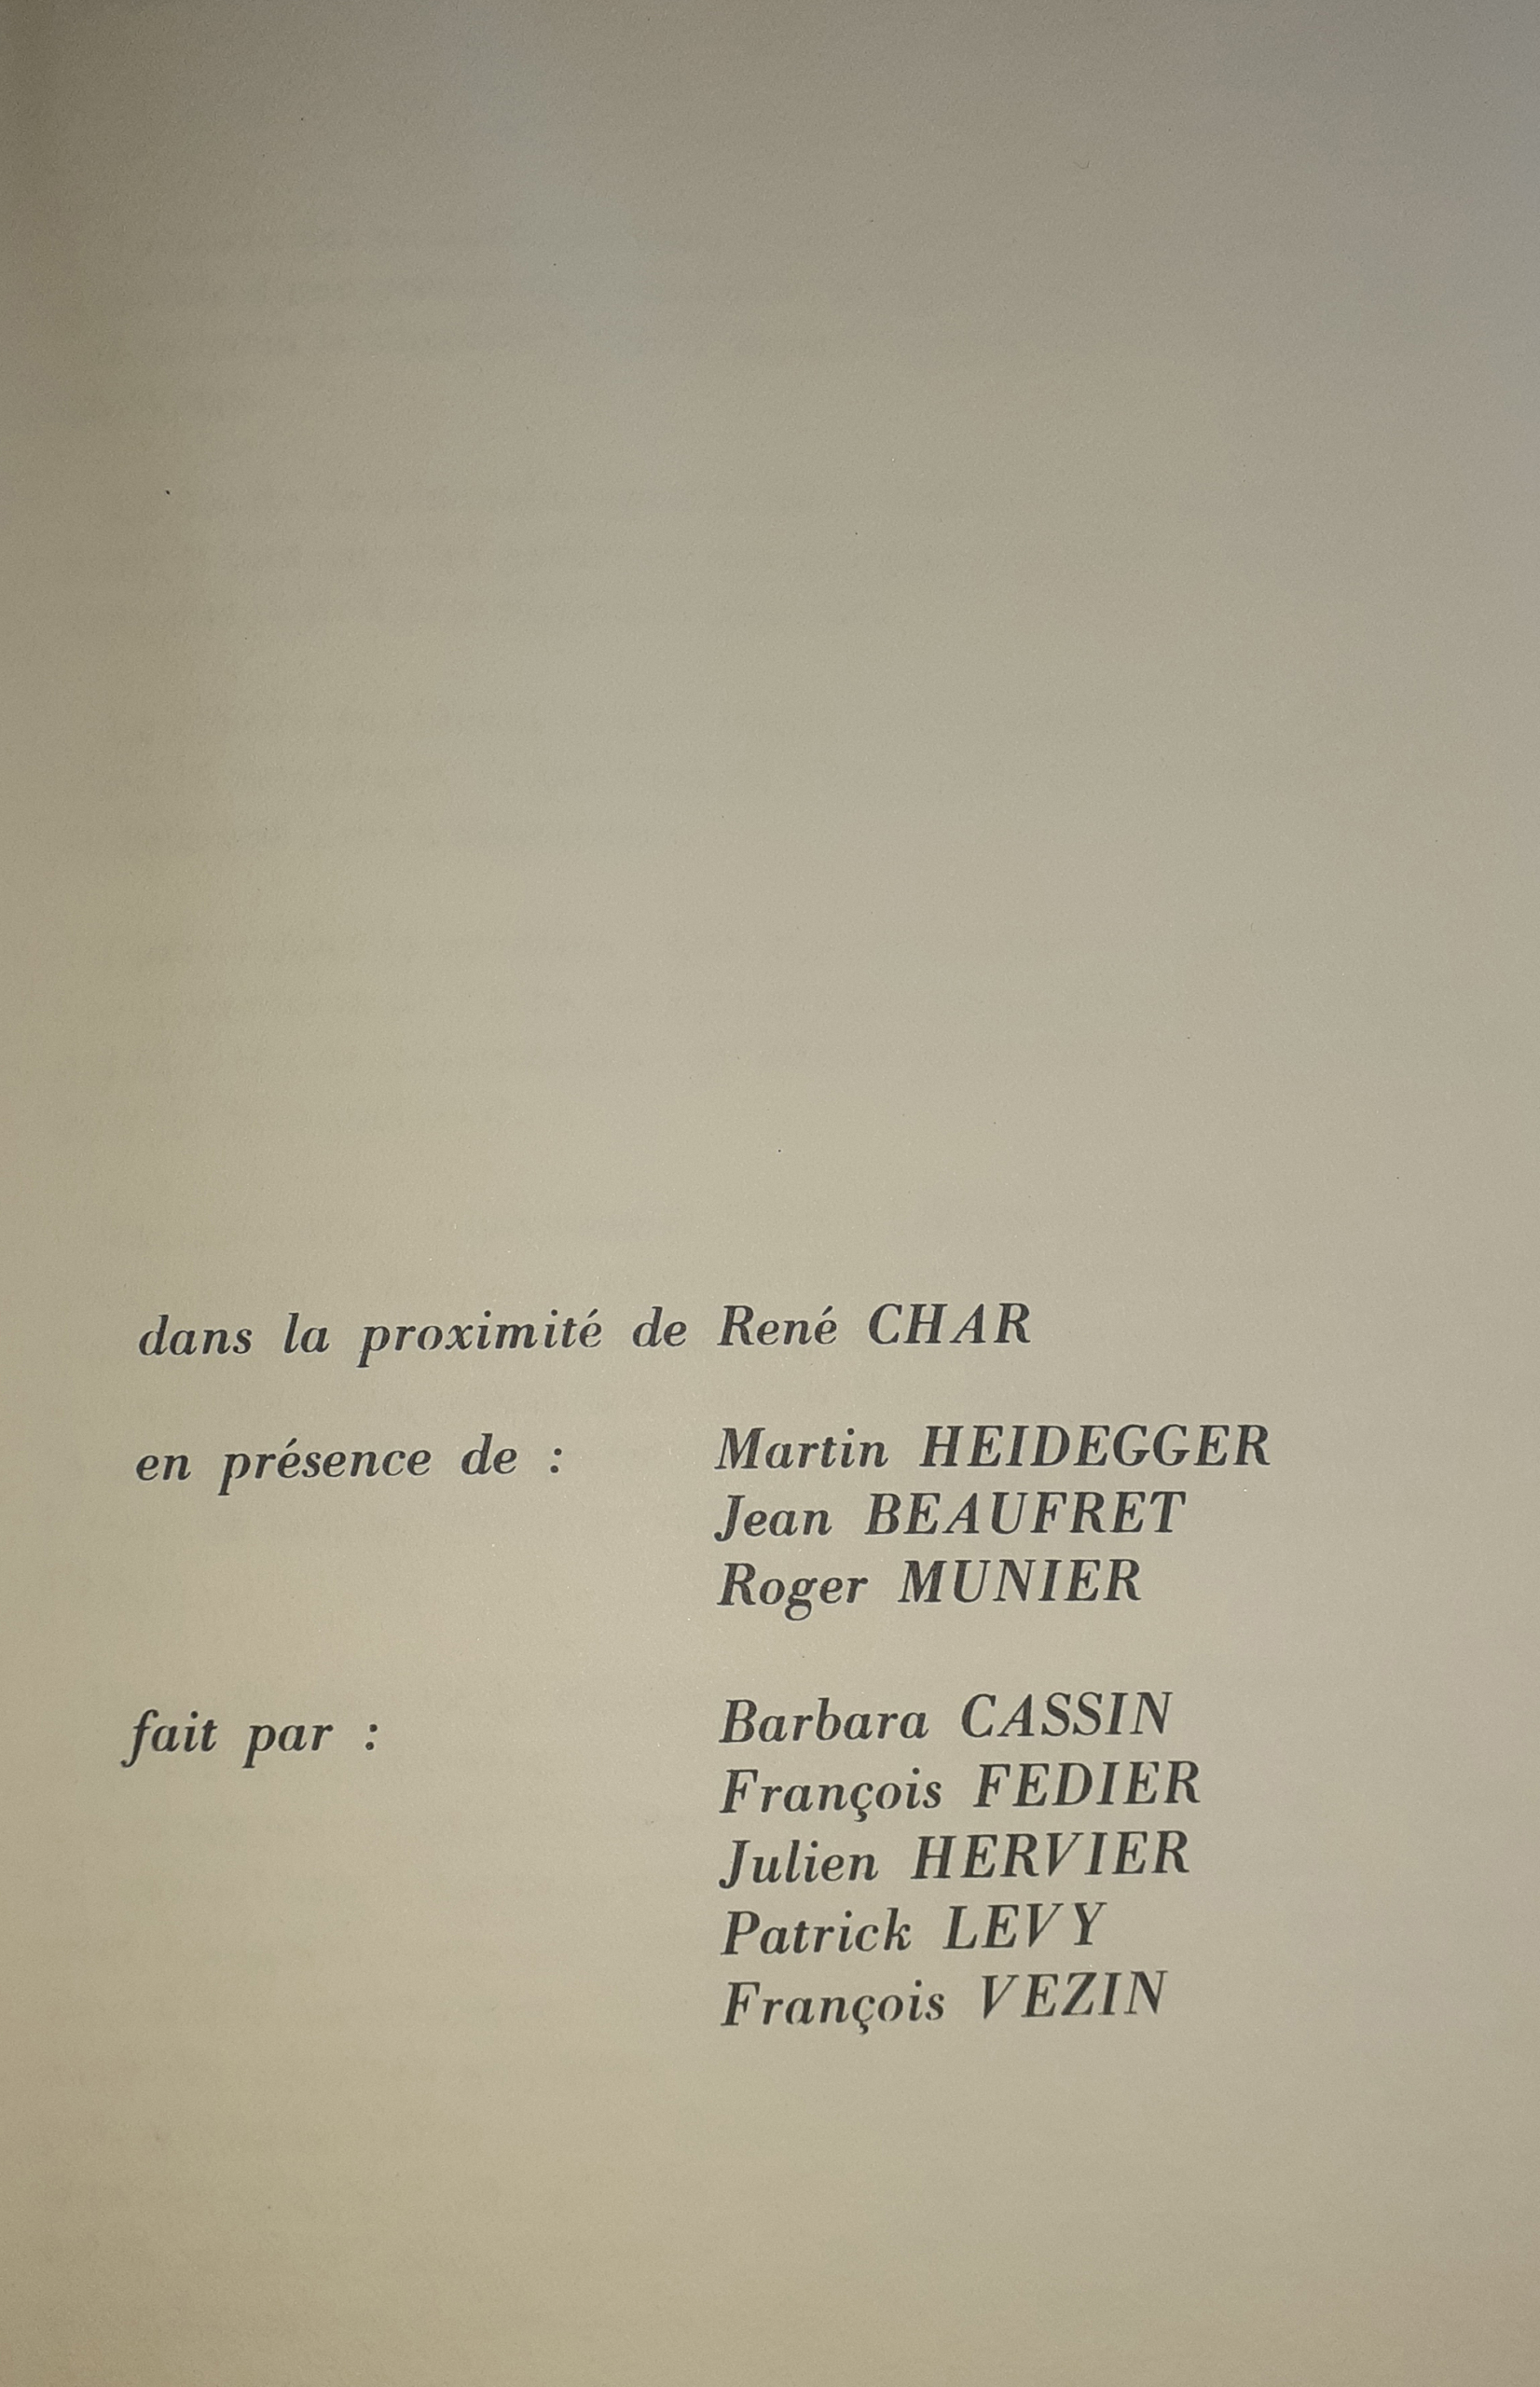 dans la proximité de René CHAR
en présence de : Martin HEIDEGGER
Jean BEAUFRET
Roger MUNIER
fait par : Barbara CASSIN
François FEDIER
Julien HERVIER
Patrick LEVY
François VEZIN